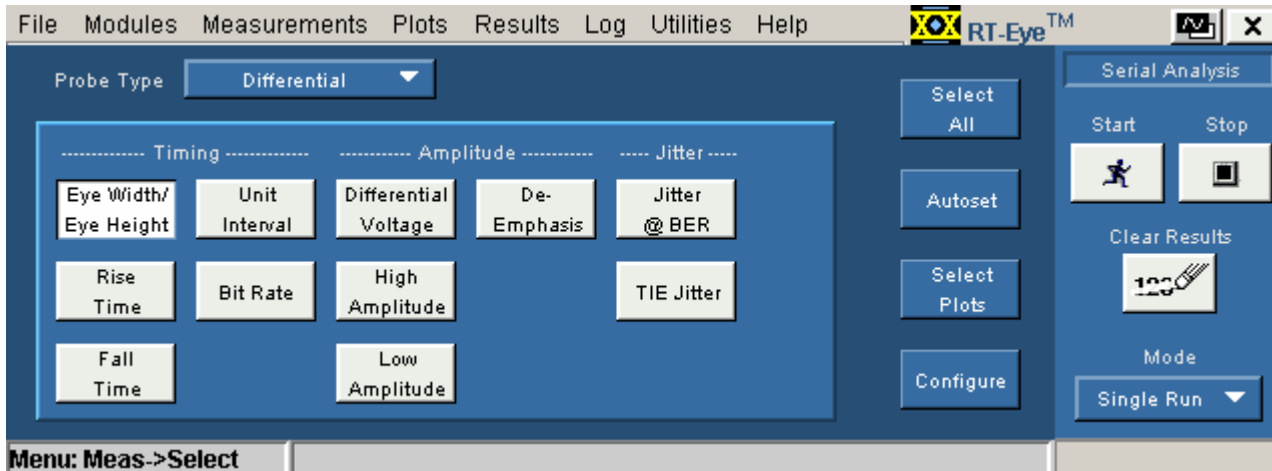 File Modules Measurements Plots Results Log Utilities Help RT-Eye™
Probe Type Differential
Serial Analysis
Select
All
Start Stop
-------------- Timing ------------- ------------ Amplitude ------------ ----- Jitter -----
Eye Width/
Eye Height
Unit
Interval
Differential
Voltage
De-
Emphasis
Jitter
@ BER
Autoset
Clear Results
Rise
Time
Bit Rate
High
Amplitude
TIE Jitter
Select
Plots
123
Fall
Time
Low
Amplitude
Configure
Mode
Single Run
Menu: Meas->Select